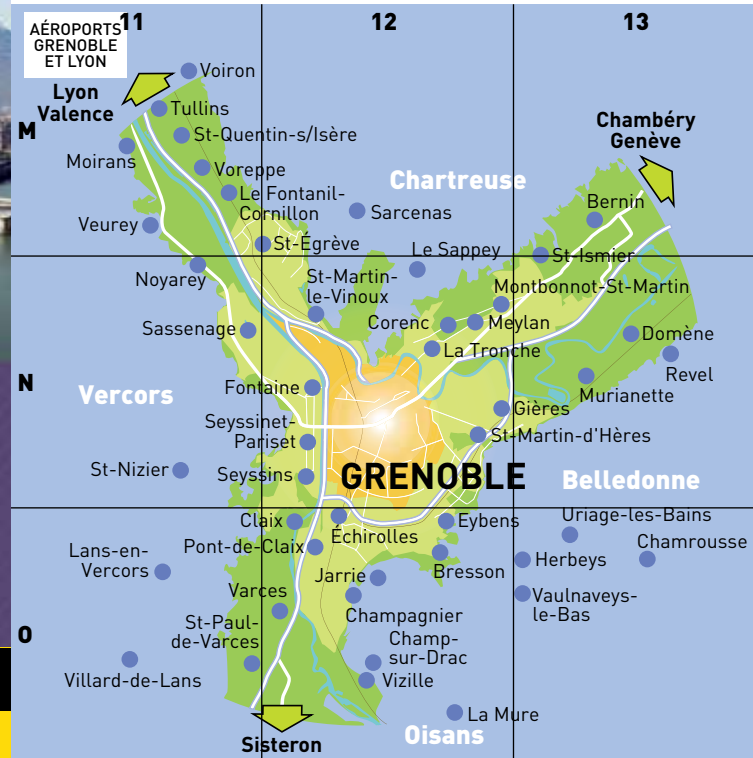 11
12
13
AÉROPORTS
GRENOBLE
ET LYON
Voiron
Lyon
Valence
Tullins
M
St-Quentin-s/Isère
Moirans
Voreppe
Chambéry
Genève
Chartreuse
Le Fontanil-
Cornillon
Sarcenas
Bernin
Veurey
St-Égrève
Le Sappey
St-Ismier
Noyarey
St-Martin-
le-Vinoux
Montbonnot-St-Martin
Sassenage
Corenc
Meylan
Domène
La Tronche
Revel
N
Vercors
Fontaine
Murianette
Gières
Seyssinet-
Pariset
St-Martin-d'Hères
St-Nizier
Seyssins
GRENOBLE
Belledonne
Claix
Échirolles
Eybens
Uriage-les-Bains
Lans-en-
Vercors
Pont-de-Claix
Bresson
Herbeys
Chamrousse
Jarrie
Varces
Champagnier
Vaulnaveys-
le-Bas
O
St-Paul-
de-Varces
Champ-
sur-Drac
Villard-de-Lans
Vizille
La Mure
Sisteron
Oisans